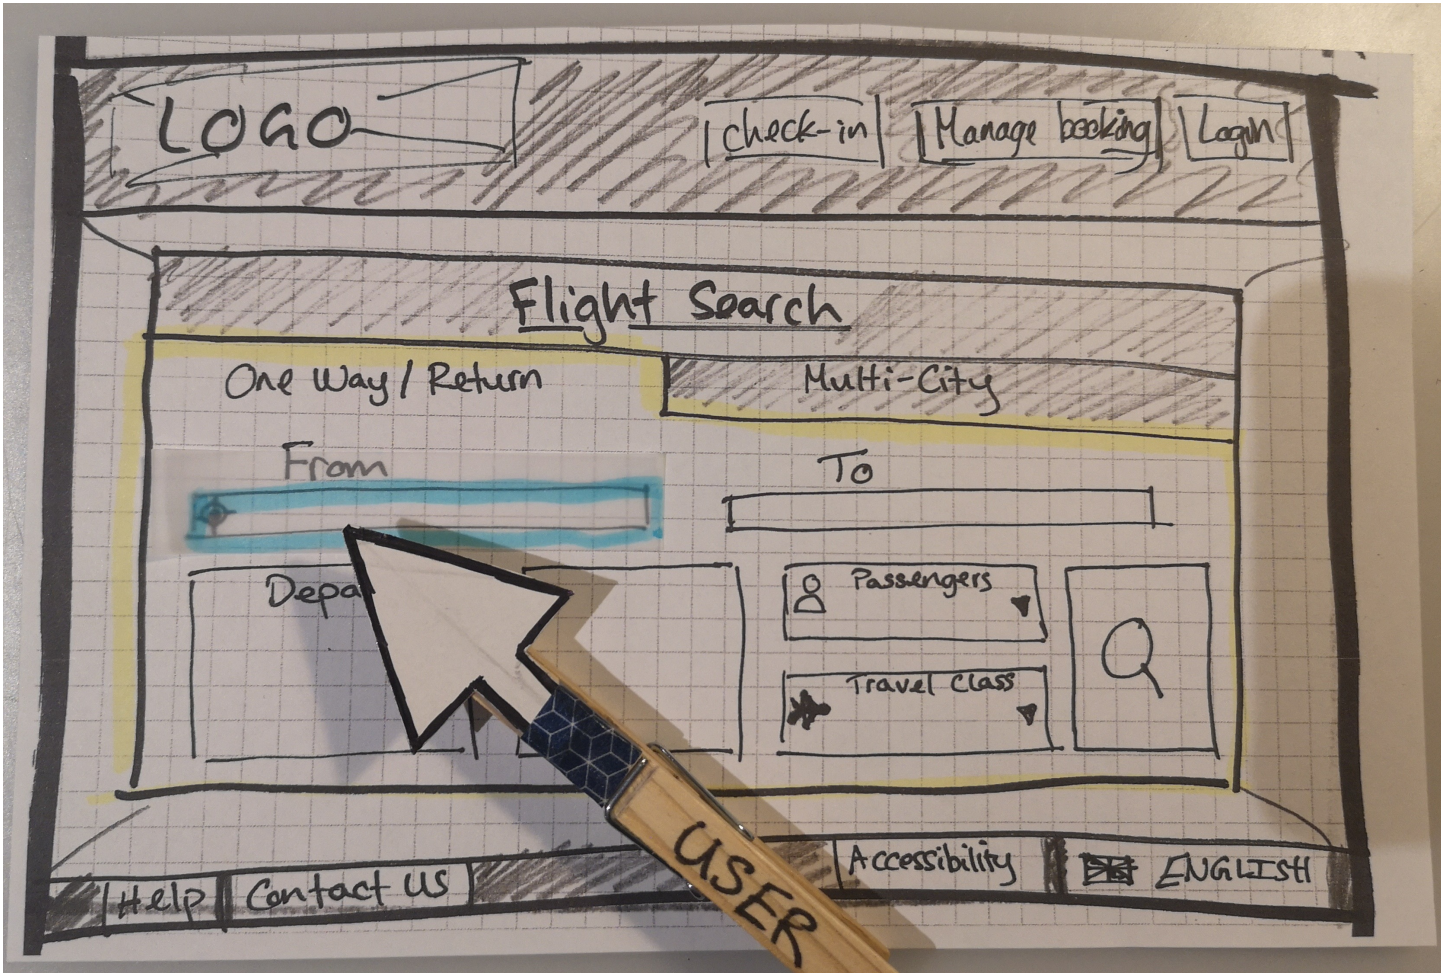 LOGO
check-in
Manage booking
Login
Flight Search
One Way / Return
Multi-City
From
To
Depa
Passengers
Travel Class
Help
Contact Us
Accessibility
ENGLISH
USER